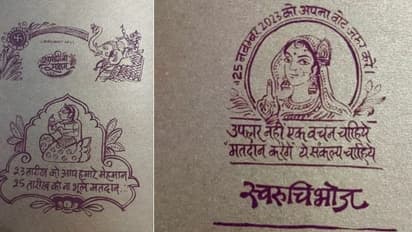 23 तारीख को आप हमारे मेहमान
25 तारीख को ना भूले मतदान...
25 नवम्बर 2023 को अपना वोट जरूर करें।
उपहार नहीं एक वचन चाहिये
"मतदान करेंगे" ये संकल्प चाहिये
स्वरुचिभोज